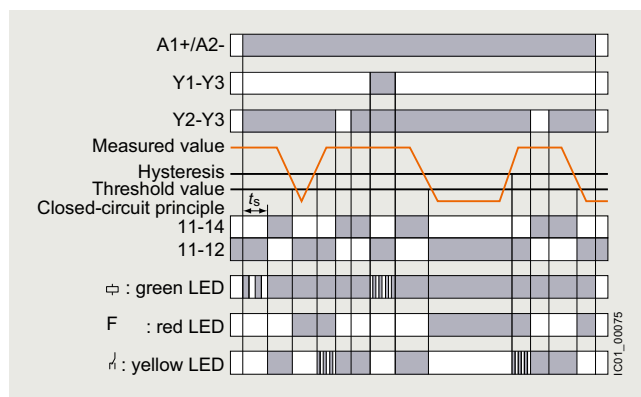 A1+/A2-
Y1-Y3
Y2-Y3
Measured value
Hysteresis
Threshold value
ts
Closed-circuit principle
11-14
11-12
: green LED
F : red LED
: yellow LED
IC01_00075